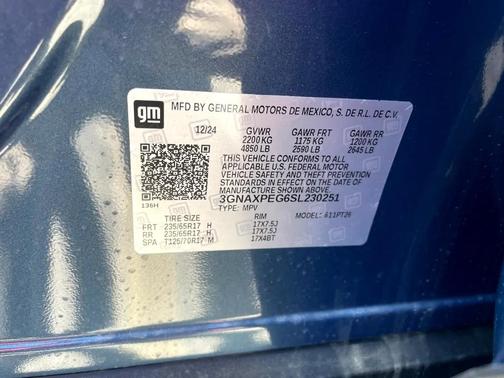 gm
MFD BY GENERAL MOTORS DE MEXICO, S. DE R.L. DE C.V.
12/24 GVWR GAWR FRT GAWR RR
2200 KG 1175 KG 1200 KG
4850 LB 2590 LB 2645 LB
THIS VEHICLE CONFORMS TO ALL
APPLICABLE U.S. FEDERAL MOTOR
VEHICLE SAFETY AND THEFT PREVENTION
STANDARDS IN EFFECT ON THE DATE OF
MANUFACTURE SHOWN ABOVE.
3GNAXPEG6SL230251
136H TYPE: MPV MODEL: 611PT26
TIRE SIZE RIM
FRT 235/65R17 H 17X7.5J
RR 235/65R17 H 17X7.5J
SPA T125/70R17 M 17X4BT